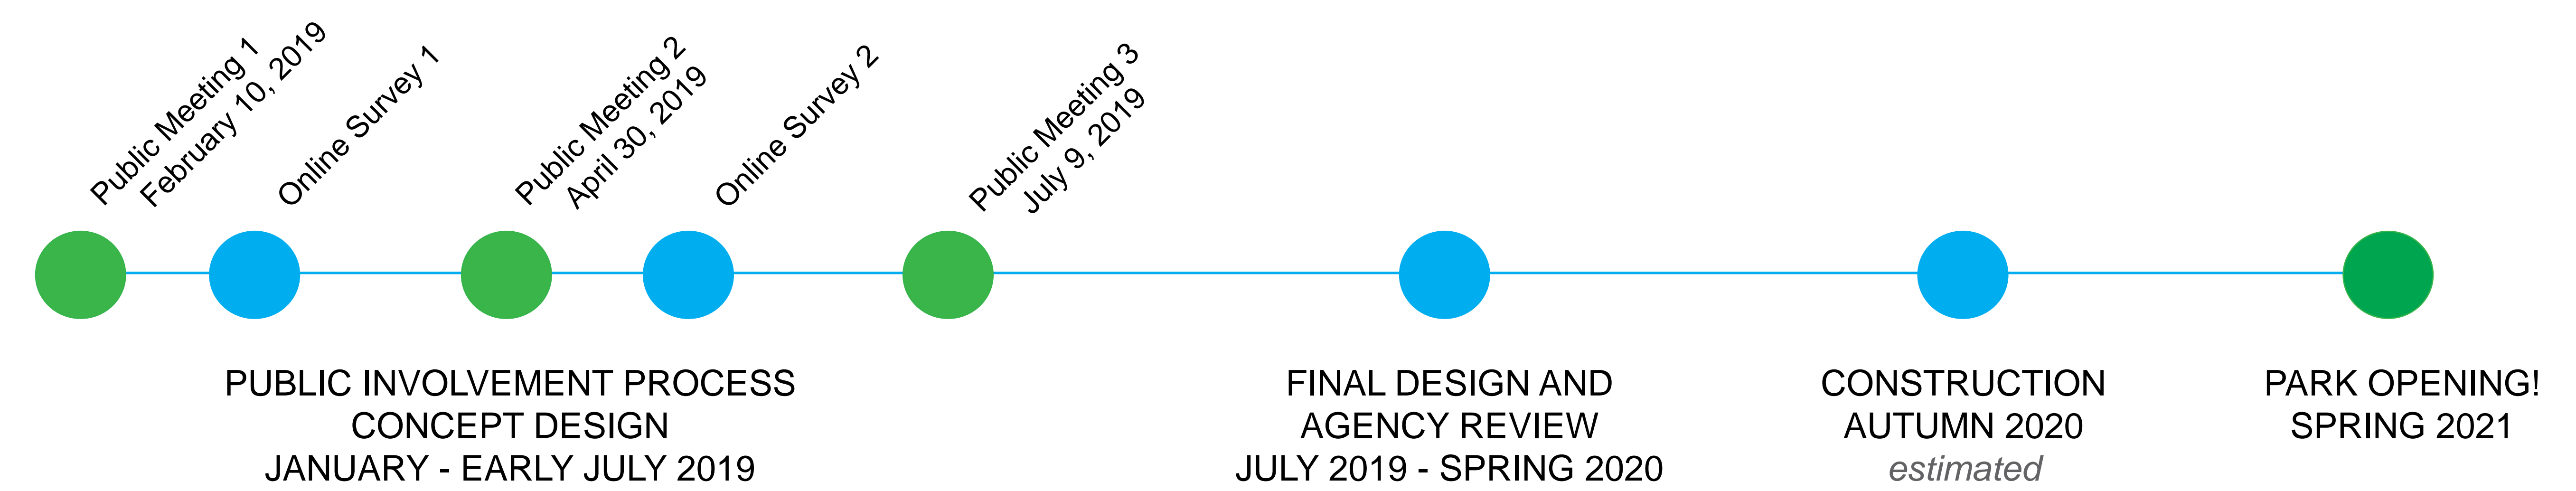 Public Meeting 1
February 10, 2019
Online Survey 1
Public Meeting 2
April 30, 2019
Online Survey 2
Public Meeting 3
July 9, 2019
PUBLIC INVOLVEMENT PROCESS
CONCEPT DESIGN
JANUARY - EARLY JULY 2019
FINAL DESIGN AND
AGENCY REVIEW
JULY 2019 - SPRING 2020
CONSTRUCTION
AUTUMN 2020
estimated
PARK OPENING!
SPRING 2021